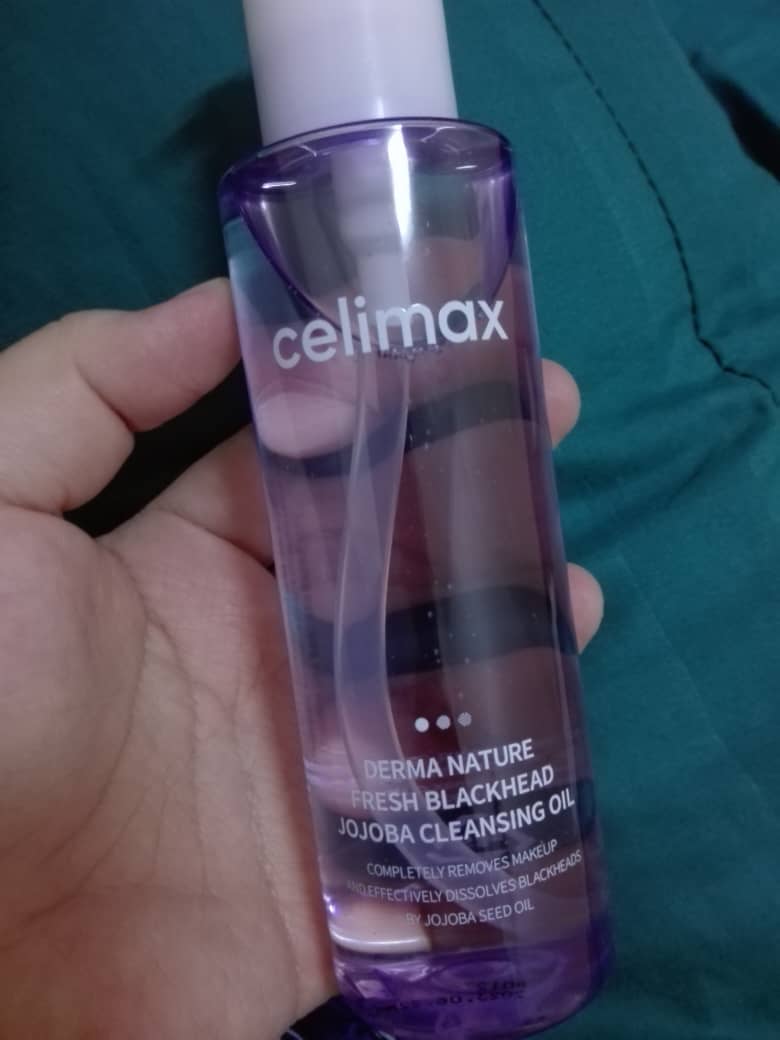 celimax
DERMA NATURE
FRESH BLACKHEAD
JOJOBA CLEANSING OIL
COMPLETELY REMOVES MAKEUP
AND EFFECTIVELY DISSOLVES BLACKHEADS
BY JOJOBA SEED OIL